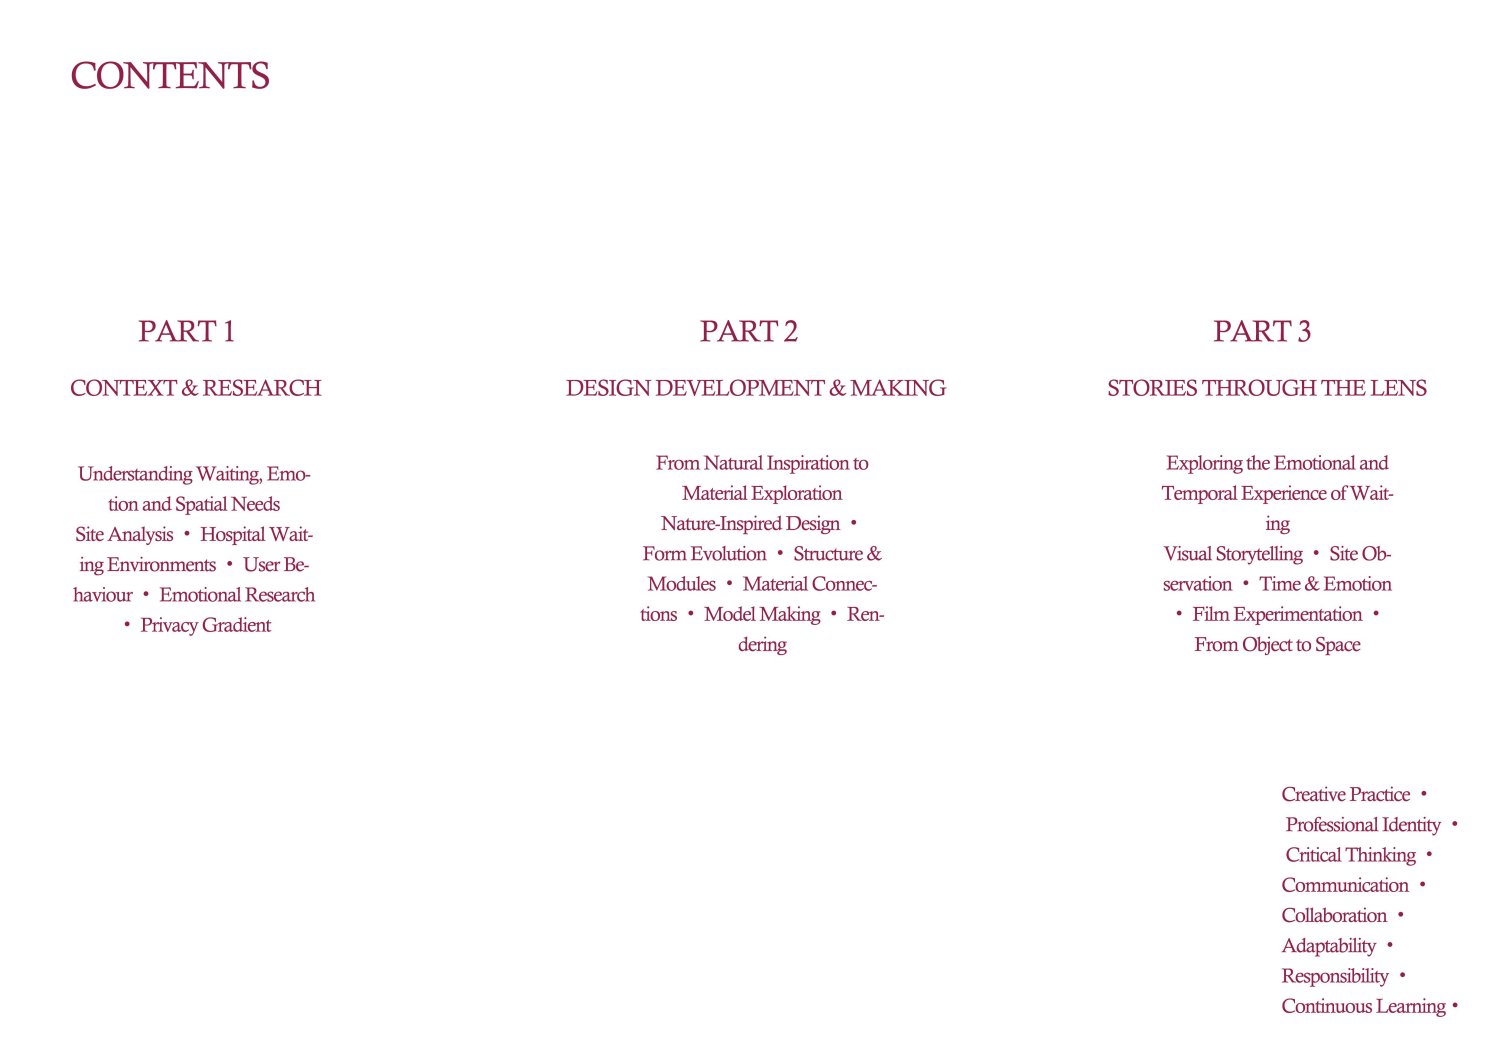 CONTENTS
PART 1
CONTEXT & RESEARCH
Understanding Waiting, Emo-
tion and Spatial Needs
Site Analysis • Hospital Wait-
ing Environments • User Be-
haviour • Emotional Research
• Privacy Gradient
PART 2
DESIGN DEVELOPMENT & MAKING
From Natural Inspiration to
Material Exploration
Nature-Inspired Design •
Form Evolution • Structure &
Modules • Material Connec-
tions • Model Making • Ren-
dering
PART 3
STORIES THROUGH THE LENS
Exploring the Emotional and
Temporal Experience of Wait-
ing
Visual Storytelling • Site Ob-
servation • Time & Emotion
• Film Experimentation •
From Object to Space
Creative Practice •
Professional Identity •
Critical Thinking •
Communication •
Collaboration •
Adaptability •
Responsibility •
Continuous Learning •